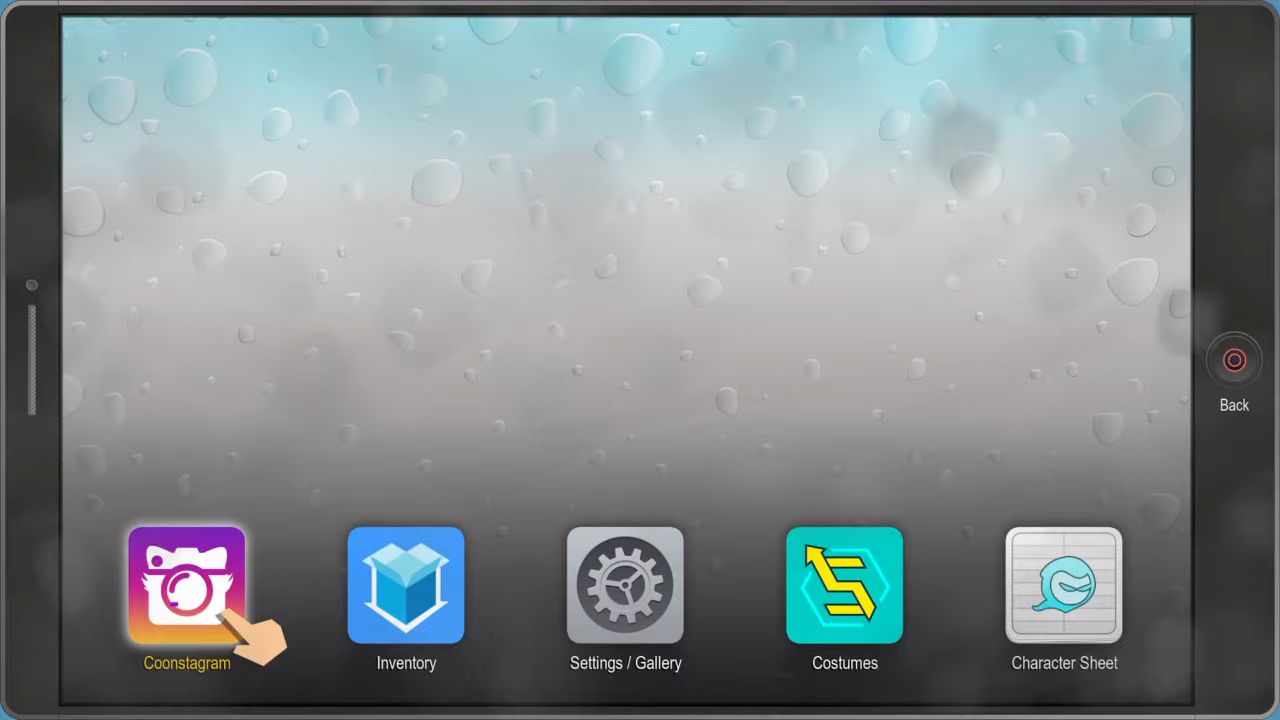 Back
Coonstagram
Inventory
Settings / Gallery
Costumes
Character Sheet